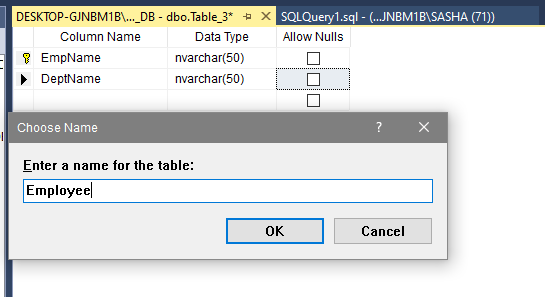 DESKTOP-GJNBM1B\..._DB - dbo.Table_3*
SQLQuery1.sql - (...JNBM1B\SASHA (71))
Column Name Data Type Allow Nulls
EmpName nvarchar(50)
DeptName nvarchar(50)
Choose Name
Enter a name for the table:
Employee
OK Cancel